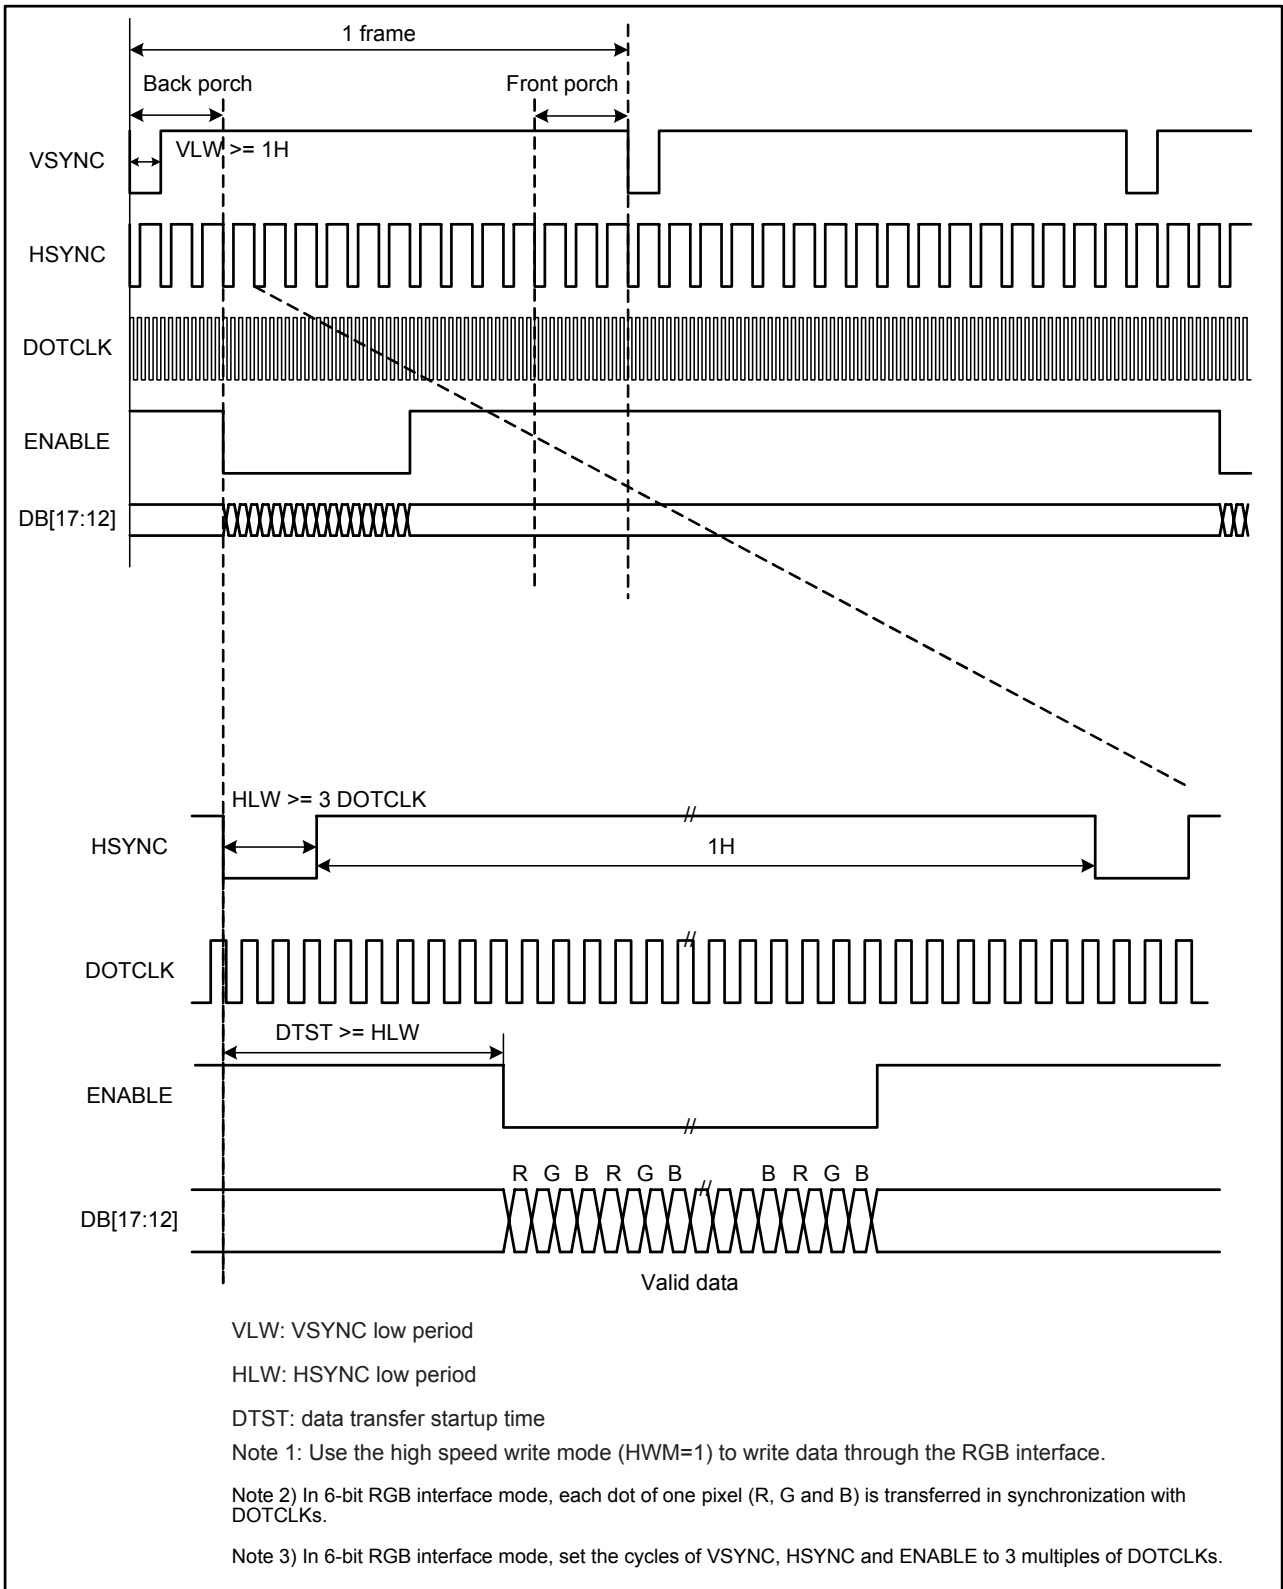 1 frame
Back porch
Front porch
VLW >= 1H
VSYNC
HSYNC
DOTCLK
ENABLE
DB[17:12]
HLW >= 3 DOTCLK
HSYNC
1H
//
DOTCLK
//
DTST >= HLW
ENABLE
//
R G B R G B // B R G B
DB[17:12]
Valid data
VLW: VSYNC low period
HLW: HSYNC low period
DTST: data transfer startup time
Note 1: Use the high speed write mode (HWM=1) to write data through the RGB interface.
Note 2) In 6-bit RGB interface mode, each dot of one pixel (R, G and B) is transferred in synchronization with
DOTCLKs.
Note 3) In 6-bit RGB interface mode, set the cycles of VSYNC, HSYNC and ENABLE to 3 multiples of DOTCLKs.